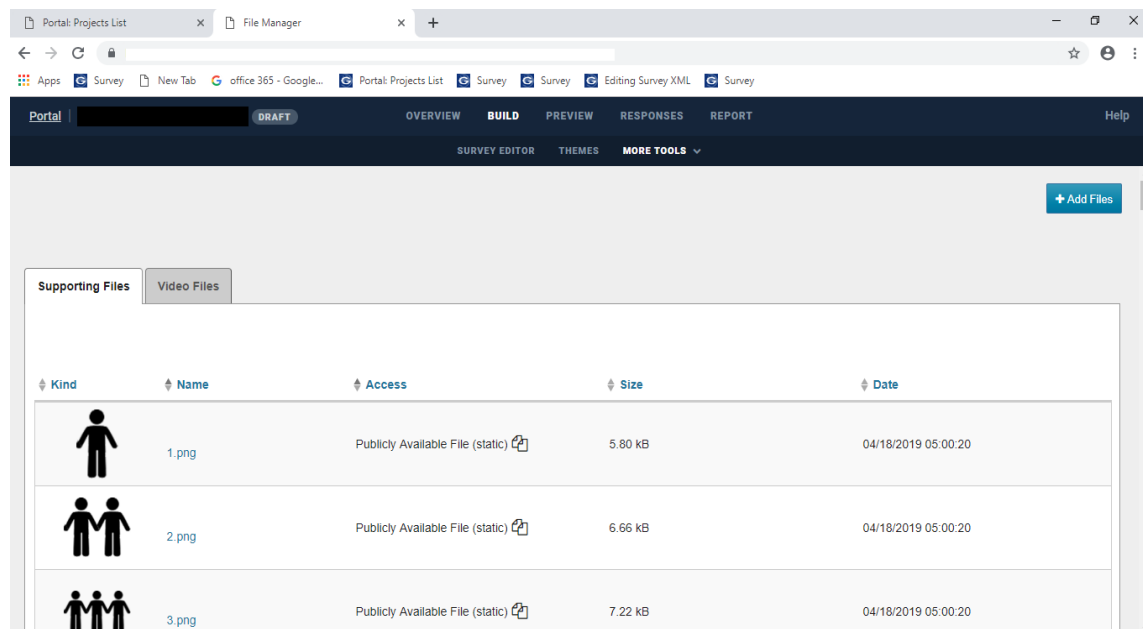 Portal: Projects List File Manager
Apps Survey New Tab office 365 - Google... Portal: Projects List Survey Survey Editing Survey XML Survey
Portal DRAFT OVERVIEW BUILD PREVIEW RESPONSES REPORT Help
SURVEY EDITOR THEMES MORE TOOLS
+ Add Files
Supporting Files Video Files
Kind Name Access Size Date
1.png Publicly Available File (static) 5.80 kB 04/18/2019 05:00:20
2.png Publicly Available File (static) 6.66 kB 04/18/2019 05:00:20
3.png Publicly Available File (static) 7.22 kB 04/18/2019 05:00:20